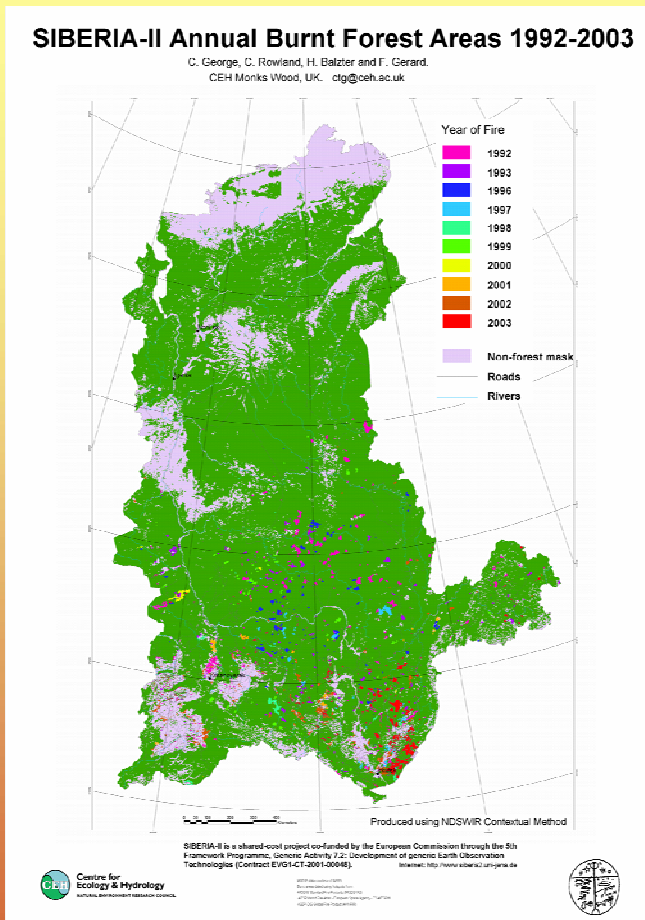 SIBERIA-II Annual Burnt Forest Areas 1992-2003
C. George, C. Rowland, H. Balzter and F. Gerard.
CEH Monks Wood, UK. ctg@ceh.ac.uk
Year of Fire
1992
1993
1996
1997
1998
1999
2000
2001
2002
2003
Non-forest mask
Roads
Rivers
Produced using NDSWIR Contextual Method
SIBERIA-II is a shared-cost project co-funded by the European Commission through the 5th
Framework Programme, Generic Activity 7.2: Development of generic Earth Observation
Technologies (Contract EVG1-CT-2001-00048). Internet: http://www.siberia2.uni-jena.de
CEH
Centre for
Ecology & Hydrology
NATURAL ENVIRONMENT RESEARCH COUNCIL